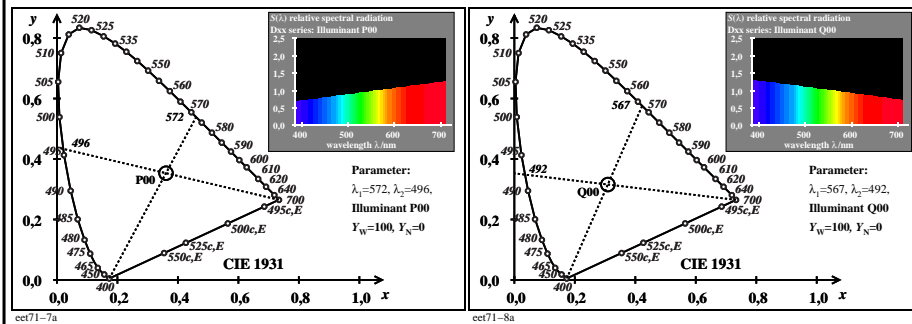 y
0,8
0,6
0,4
0,2
0,0
0,0 0,2 0,4 0,6 0,8 1,0
x
520
525
535
550
560
570
572
580
590
600
610
620
640
700
510
505
500
495
496
490
485
480
475
465
450
400
P00
495c,E
500c,E
525c,E
550c,E
CIE 1931
S(λ) relative spectral radiation
Dxx series: Illuminant P00
2,5
2,0
1,5
1,0
0,5
0,0
400 500 600 700
wavelength λ/nm
Parameter:
λ₁=572, λ₂=496,
Illuminant P00
Y_W=100, Y_N=0
eet71−7a
y
0,8
0,6
0,4
0,2
0,0
0,0 0,2 0,4 0,6 0,8 1,0
x
520
525
535
550
560
567
570
580
590
600
610
620
640
700
510
505
500
495
492
490
485
480
475
465
450
400
Q00
495c,E
500c,E
525c,E
550c,E
CIE 1931
S(λ) relative spectral radiation
Dxx series: Illuminant Q00
2,5
2,0
1,5
1,0
0,5
0,0
400 500 600 700
wavelength λ/nm
Parameter:
λ₁=567, λ₂=492,
Illuminant Q00
Y_W=100, Y_N=0
eet71−8a